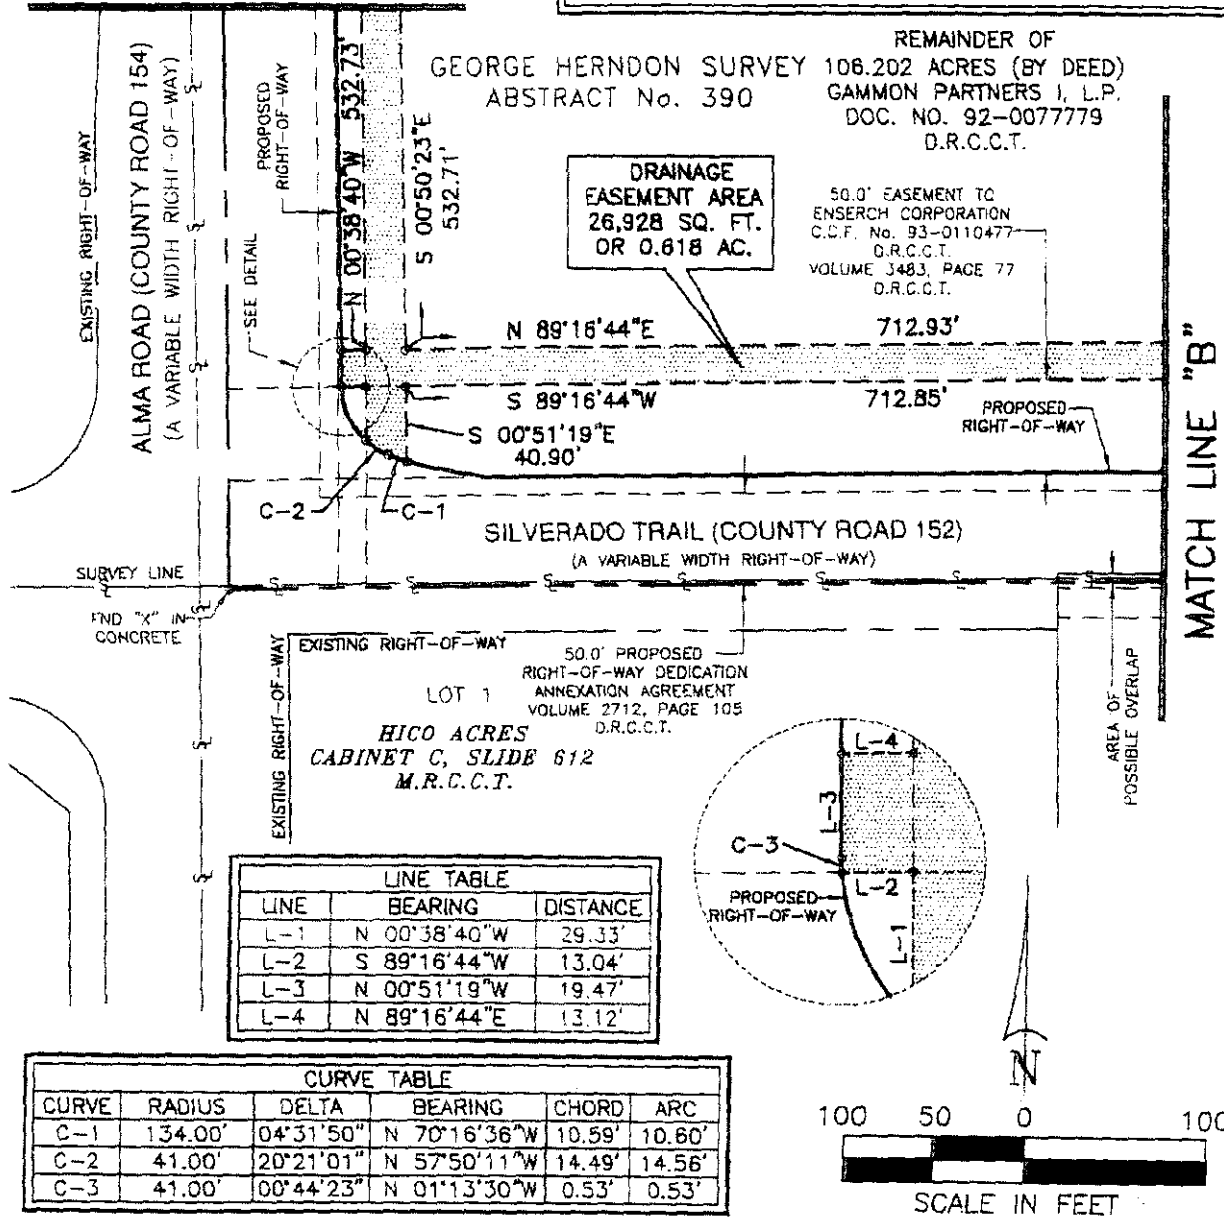 GEORGE HERNDON SURVEY
ABSTRACT No. 390
REMAINDER OF
106.202 ACRES (BY DEED)
GAMMON PARTNERS I, L.P.
DOC. NO. 92-0077779
D.R.C.C.T.
ALMA ROAD (COUNTY ROAD 154)
(A VARIABLE WIDTH RIGHT-OF-WAY)
EXISTING RIGHT-OF-WAY
PROPOSED
RIGHT-OF-WAY
SEE DETAIL
N 00°38'40"W 532.73'
S 00°50'23"E
532.71'
DRAINAGE
EASEMENT AREA
26,928 SQ. FT.
OR 0.618 AC.
50.0' EASEMENT TO
ENSERCH CORPORATION
C.C.F. No. 93-0110477
D.R.C.C.T.
VOLUME 3483, PAGE 77
D.R.C.C.T.
N 89°16'44"E 712.93'
S 89°16'44"W 712.85'
S 00°51'19"E
40.90'
PROPOSED
RIGHT-OF-WAY
MATCH LINE "B"
C-2
C-1
SILVERADO TRAIL (COUNTY ROAD 152)
(A VARIABLE WIDTH RIGHT-OF-WAY)
SURVEY LINE
FND "X" IN
CONCRETE
EXISTING RIGHT-OF-WAY
EXISTING RIGHT-OF-WAY
50.0' PROPOSED
RIGHT-OF-WAY DEDICATION
ANNEXATION AGREEMENT
VOLUME 2712, PAGE 105
D.R.C.C.T.
LOT 1
HICO ACRES
CABINET C, SLIDE 612
M.R.C.C.T.
AREA OF
POSSIBLE OVERLAP
L-4
L-3
C-3
L-2
PROPOSED
RIGHT-OF-WAY
L-1
LINE TABLE
LINE BEARING DISTANCE
L-1 N 00°38'40"W 29.33'
L-2 S 89°16'44"W 13.04'
L-3 N 00°51'19"W 19.47'
L-4 N 89°16'44"E 13.12'
CURVE TABLE
CURVE RADIUS DELTA BEARING CHORD ARC
C-1 134.00' 04°31'50" N 70°16'36"W 10.59' 10.60'
C-2 41.00' 20°21'01" N 57°50'11"W 14.49' 14.56'
C-3 41.00' 00°44'23" N 01°13'30"W 0.53' 0.53'
N
100 50 0 100
SCALE IN FEET